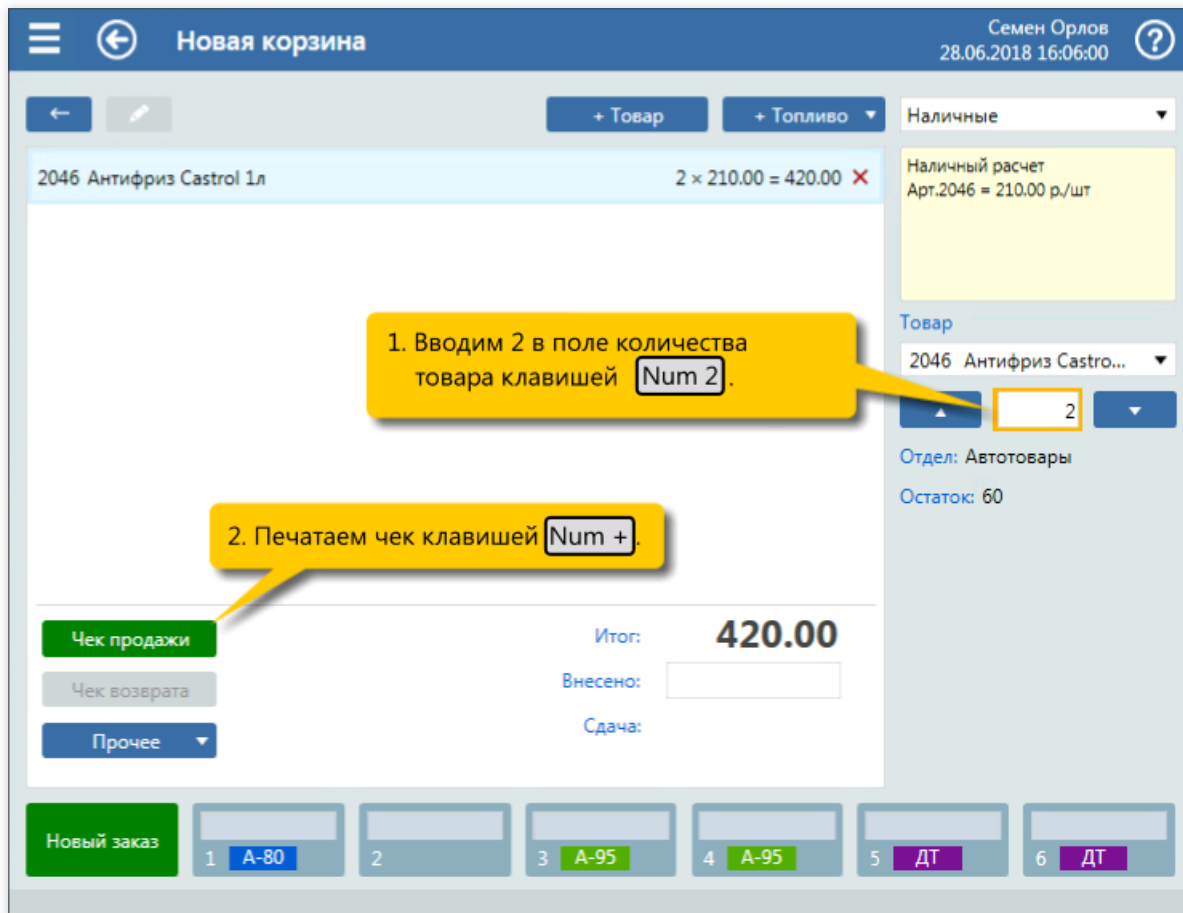 Новая корзина
Семен Орлов
28.06.2018 16:06:00
+ Товар
+ Топливо
Наличные
2046 Антифриз Castrol 1л
2 × 210.00 = 420.00
Наличный расчет
Арт.2046 = 210.00 р./шт
1. Вводим 2 в поле количества
товара клавишей Num 2.
Товар
2046 Антифриз Castro...
2
Отдел: Автотовары
Остаток: 60
2. Печатаем чек клавишей Num +.
Чек продажи
Итог: 420.00
Чек возврата
Внесено:
Прочее
Сдача:
Новый заказ
1 А-80
2
3 А-95
4 А-95
5 ДТ
6 ДТ